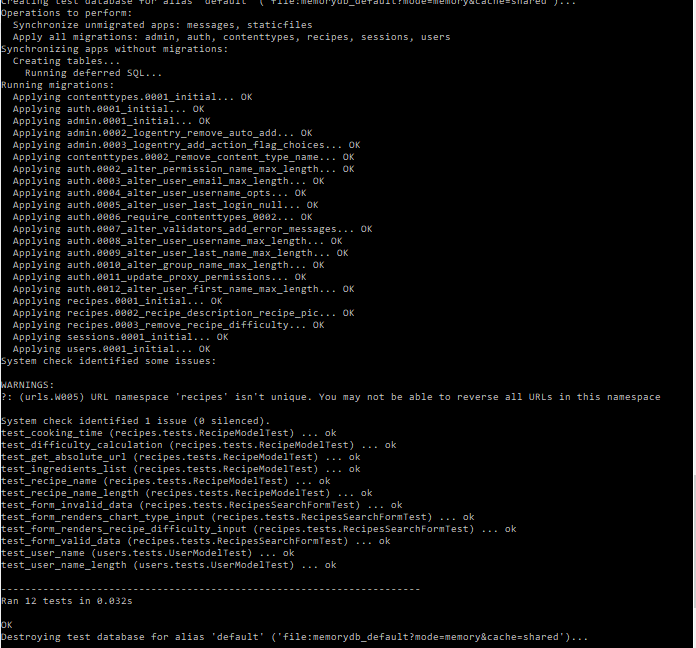 Creating test database for alias 'default' ('file:memorydb_default?mode=memory&cache=shared')...
Operations to perform:
  Synchronize unmigrated apps: messages, staticfiles
  Apply all migrations: admin, auth, contenttypes, recipes, sessions, users
Synchronizing apps without migrations:
  Creating tables...
    Running deferred SQL...
Running migrations:
  Applying contenttypes.0001_initial... OK
  Applying auth.0001_initial... OK
  Applying admin.0001_initial... OK
  Applying admin.0002_logentry_remove_auto_add... OK
  Applying admin.0003_logentry_add_action_flag_choices... OK
  Applying contenttypes.0002_remove_content_type_name... OK
  Applying auth.0002_alter_permission_name_max_length... OK
  Applying auth.0003_alter_user_email_max_length... OK
  Applying auth.0004_alter_user_username_opts... OK
  Applying auth.0005_alter_user_last_login_null... OK
  Applying auth.0006_require_contenttypes_0002... OK
  Applying auth.0007_alter_validators_add_error_messages... OK
  Applying auth.0008_alter_user_username_max_length... OK
  Applying auth.0009_alter_user_last_name_max_length... OK
  Applying auth.0010_alter_group_name_max_length... OK
  Applying auth.0011_update_proxy_permissions... OK
  Applying auth.0012_alter_user_first_name_max_length... OK
  Applying recipes.0001_initial... OK
  Applying recipes.0002_recipe_description_recipe_pic... OK
  Applying recipes.0003_remove_recipe_difficulty... OK
  Applying sessions.0001_initial... OK
  Applying users.0001_initial... OK
System check identified some issues:

WARNINGS:
?: (urls.W005) URL namespace 'recipes' isn't unique. You may not be able to reverse all URLs in this namespace

System check identified 1 issue (0 silenced).
test_cooking_time (recipes.tests.RecipeModelTest) ... ok
test_difficulty_calculation (recipes.tests.RecipeModelTest) ... ok
test_get_absolute_url (recipes.tests.RecipeModelTest) ... ok
test_ingredients_list (recipes.tests.RecipeModelTest) ... ok
test_recipe_name (recipes.tests.RecipeModelTest) ... ok
test_recipe_name_length (recipes.tests.RecipeModelTest) ... ok
test_form_invalid_data (recipes.tests.RecipesSearchFormTest) ... ok
test_form_renders_chart_type_input (recipes.tests.RecipesSearchFormTest) ... ok
test_form_renders_recipe_difficulty_input (recipes.tests.RecipesSearchFormTest) ... ok
test_form_valid_data (recipes.tests.RecipesSearchFormTest) ... ok
test_user_name (users.tests.UserModelTest) ... ok
test_user_name_length (users.tests.UserModelTest) ... ok

----------------------------------------------------------------------
Ran 12 tests in 0.032s

OK
Destroying test database for alias 'default' ('file:memorydb_default?mode=memory&cache=shared')...